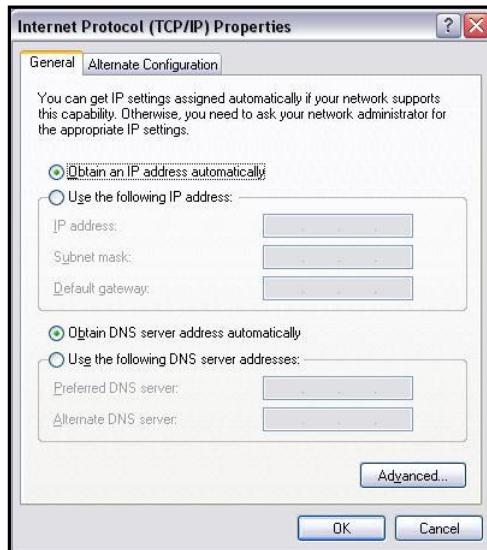 Internet Protocol (TCP/IP) Properties
General
Alternate Configuration
You can get IP settings assigned automatically if your network supports
this capability. Otherwise, you need to ask your network administrator for
the appropriate IP settings.
Obtain an IP address automatically
Use the following IP address:
IP address:
Subnet mask:
Default gateway:
Obtain DNS server address automatically
Use the following DNS server addresses:
Preferred DNS server:
Alternate DNS server:
Advanced...
OK
Cancel